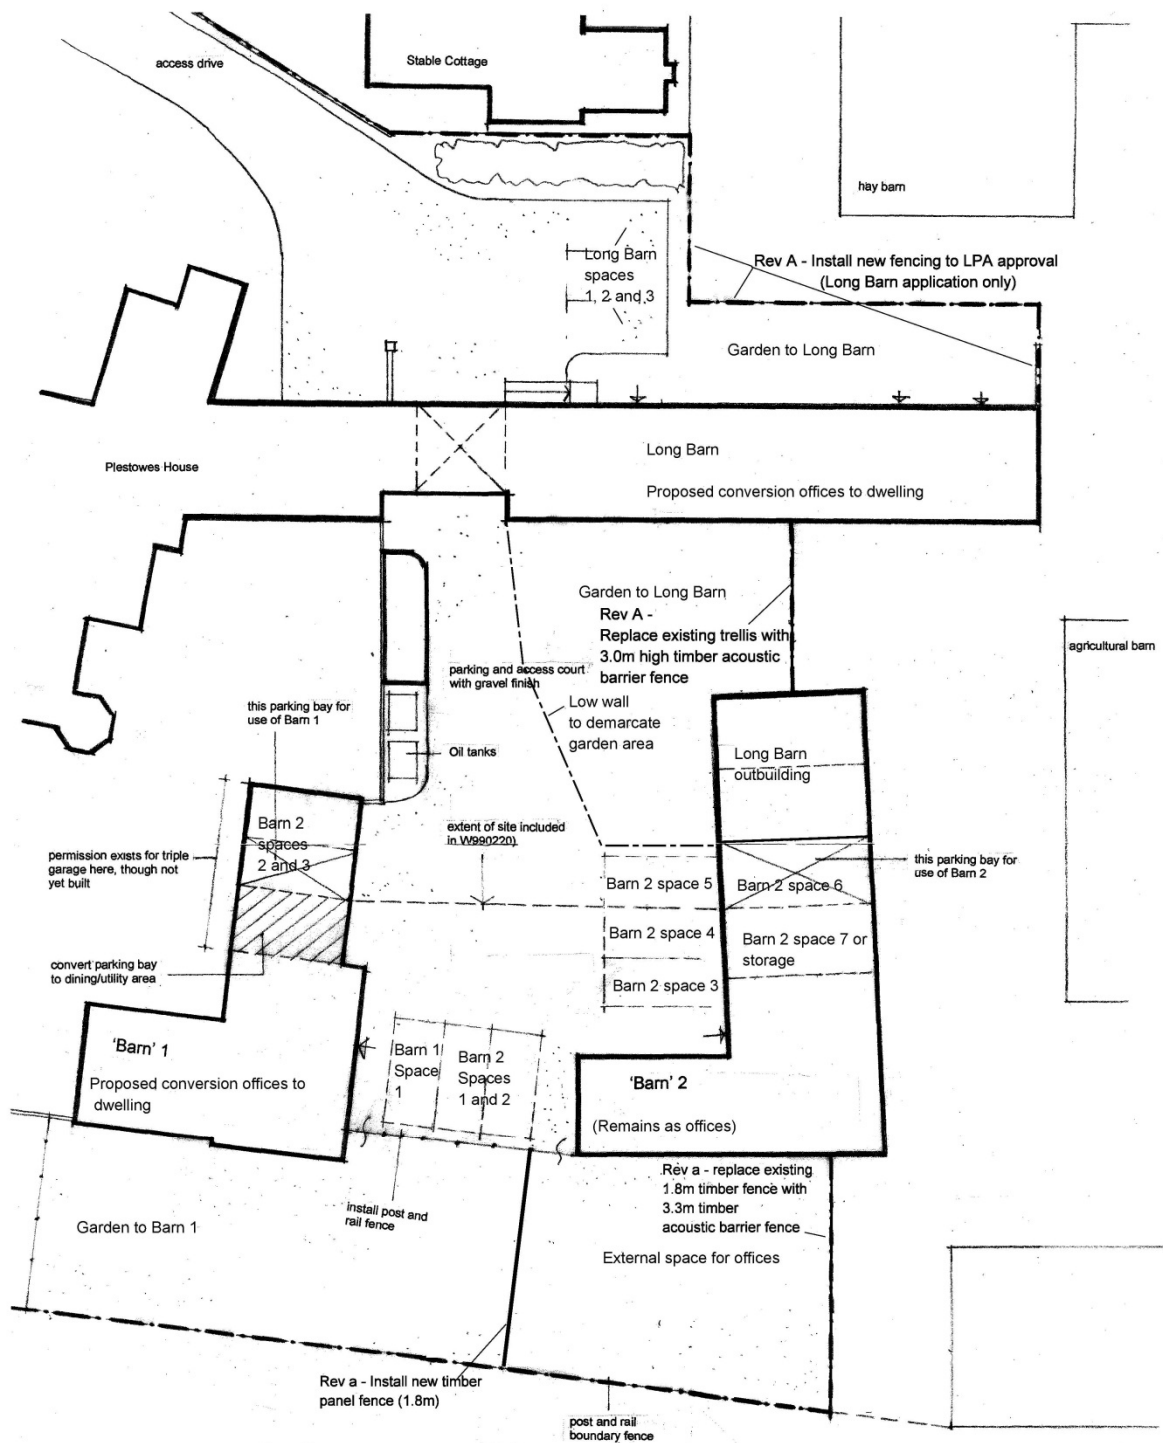 access drive
Stable Cottage
hay barn
Long Barn
spaces
1, 2 and 3
Rev A - Install new fencing to LPA approval
(Long Barn application only)
Garden to Long Barn
Plestowes House
Long Barn
Proposed conversion offices to dwelling
Garden to Long Barn
Rev A -
Replace existing trellis with
3.0m high timber acoustic
barrier fence
agricultural barn
parking and access court
with gravel finish
this parking bay for
use of Barn 1
Low wall
to demarcate
garden area
Oil tanks
Long Barn
outbuilding
Barn 2
spaces
2 and 3
extent of site included
in W990220)
permission exists for triple
garage here, though not
yet built
this parking bay for
use of Barn 2
Barn 2 space 5
Barn 2 space 6
Barn 2 space 4
Barn 2 space 7 or
storage
convert parking bay
to dining/utility area
Barn 2 space 3
'Barn' 1
Proposed conversion offices to
dwelling
Barn 1
Space
1
Barn 2
Spaces
1 and 2
'Barn' 2
(Remains as offices)
Rev a - replace existing
1.8m timber fence with
3.3m timber
acoustic barrier fence
install post and
rail fence
Garden to Barn 1
External space for offices
Rev a - Install new timber
panel fence (1.8m)
post and rail
boundary fence